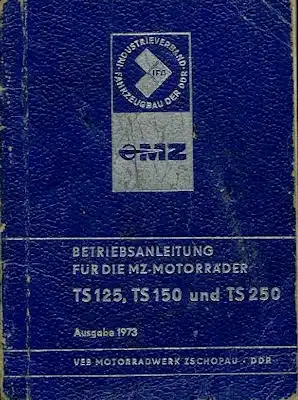 INDUSTRIEVERBAND
FAHRZEUGBAU DER DDR
IFA
MZ
BETRIEBSANLEITUNG
FÜR DIE MZ-MOTORRÄDER
TS 125, TS 150 und TS 250
Ausgabe 1973
VEB MOTORRADWERK ZSCHOPAU · DDR